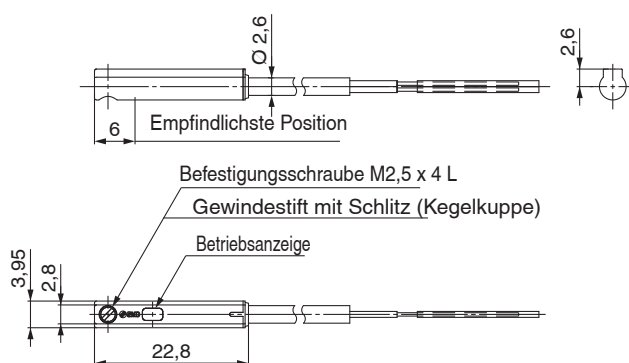 Ø 2,6
2,6
6
Empfindlichste Position
Befestigungsschraube M2,5 x 4 L
Gewindestift mit Schlitz (Kegelkuppe)
Betriebsanzeige
3,95
2,8
22,8